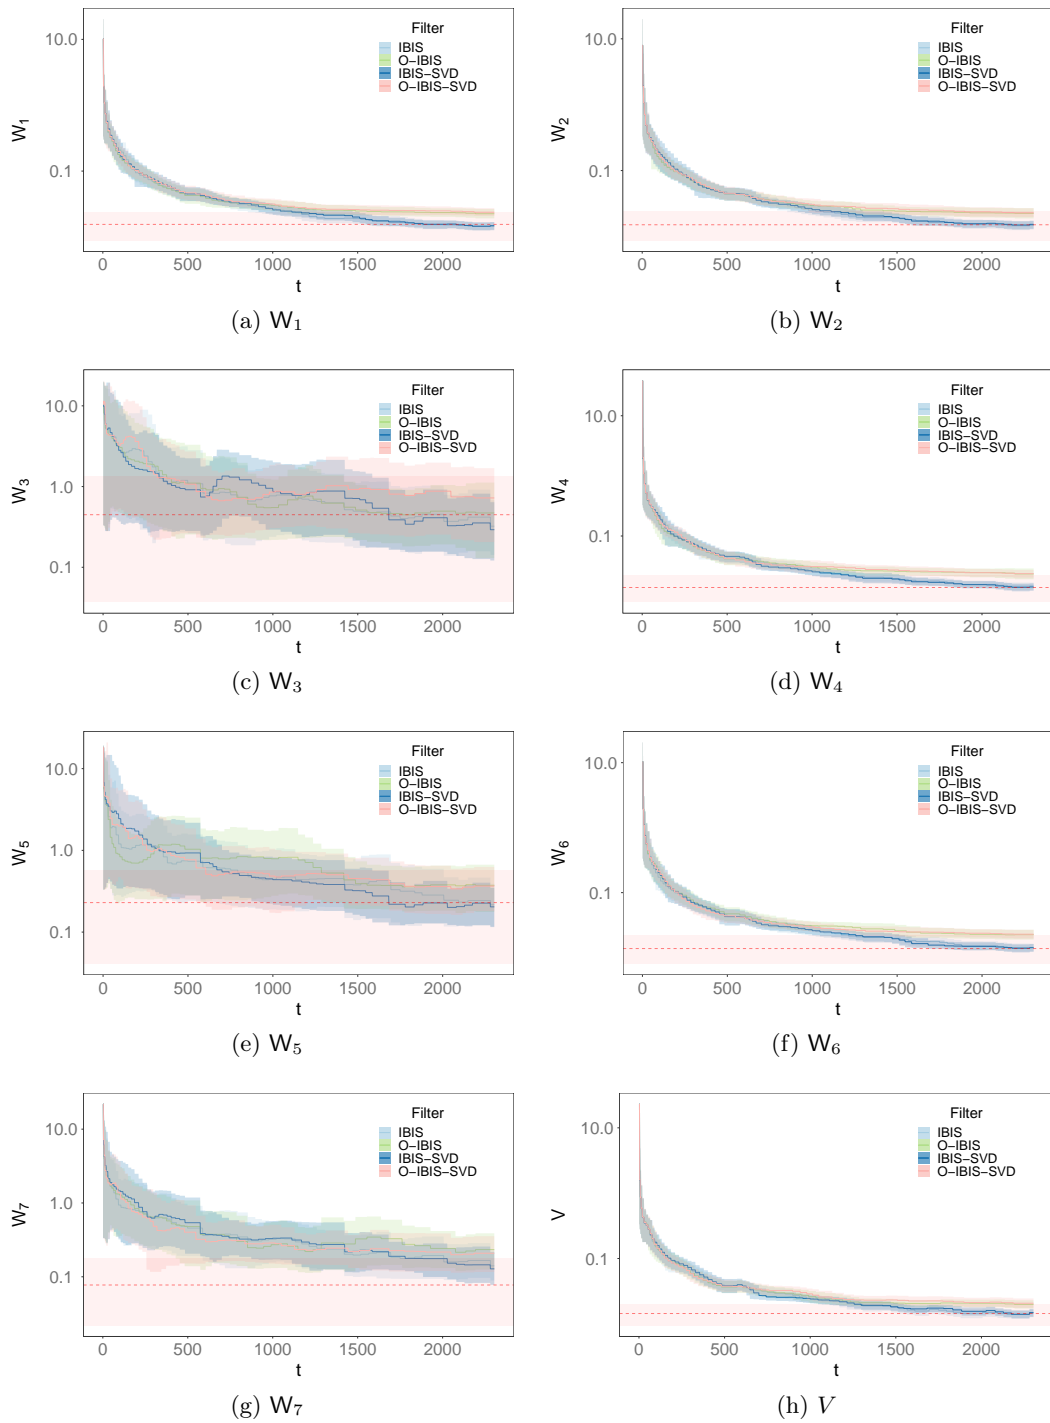 Filter
IBIS
O-IBIS
IBIS-SVD
O-IBIS-SVD
10.0
0.1
W1
0 500 1000 1500 2000
t
(a) W1
Filter
IBIS
O-IBIS
IBIS-SVD
O-IBIS-SVD
10.0
0.1
W2
0 500 1000 1500 2000
t
(b) W2
Filter
IBIS
O-IBIS
IBIS-SVD
O-IBIS-SVD
10.0
1.0
0.1
W3
0 500 1000 1500 2000
t
(c) W3
Filter
IBIS
O-IBIS
IBIS-SVD
O-IBIS-SVD
10.0
0.1
W4
0 500 1000 1500 2000
t
(d) W4
Filter
IBIS
O-IBIS
IBIS-SVD
O-IBIS-SVD
10.0
1.0
0.1
W5
0 500 1000 1500 2000
t
(e) W5
Filter
IBIS
O-IBIS
IBIS-SVD
O-IBIS-SVD
10.0
0.1
W6
0 500 1000 1500 2000
t
(f) W6
Filter
IBIS
O-IBIS
IBIS-SVD
O-IBIS-SVD
10.0
1.0
0.1
W7
0 500 1000 1500 2000
t
(g) W7
Filter
IBIS
O-IBIS
IBIS-SVD
O-IBIS-SVD
10.0
0.1
V
0 500 1000 1500 2000
t
(h) V